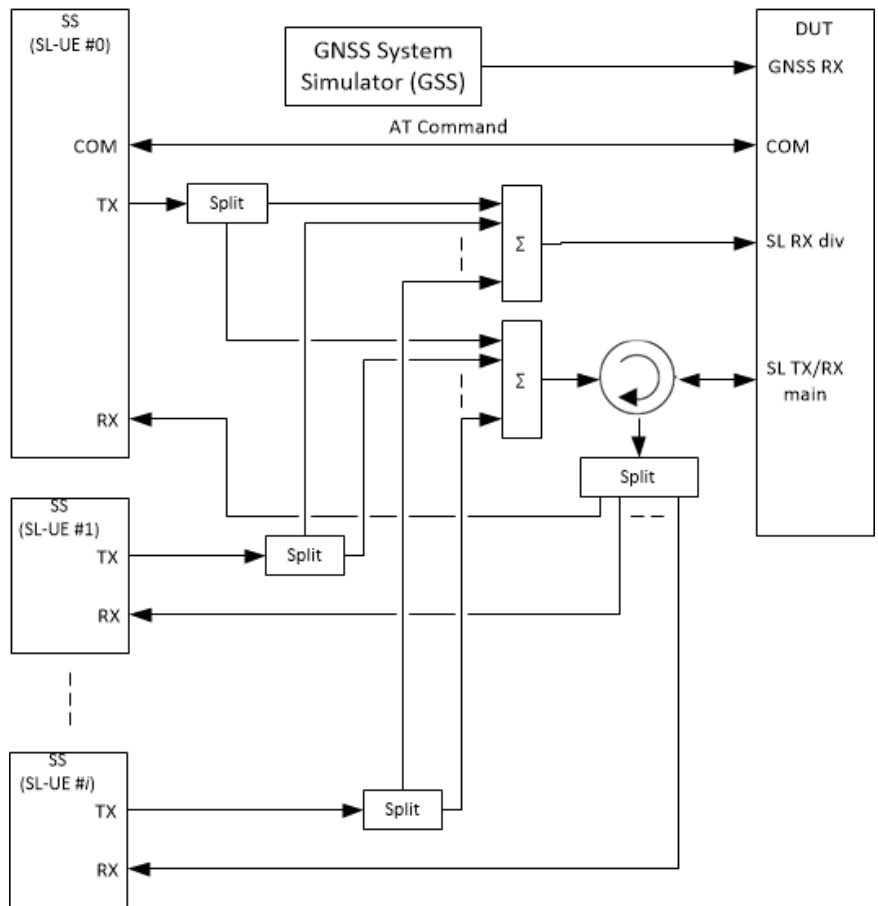 SS
(SL-UE #0)
DUT
GNSS System
Simulator (GSS)
GNSS RX
AT Command
COM
COM
TX
Split
Σ
SL RX div
Σ
SL TX/RX
main
RX
Split
SS
(SL-UE #1)
TX
Split
RX
SS
(SL-UE #i)
TX
Split
RX